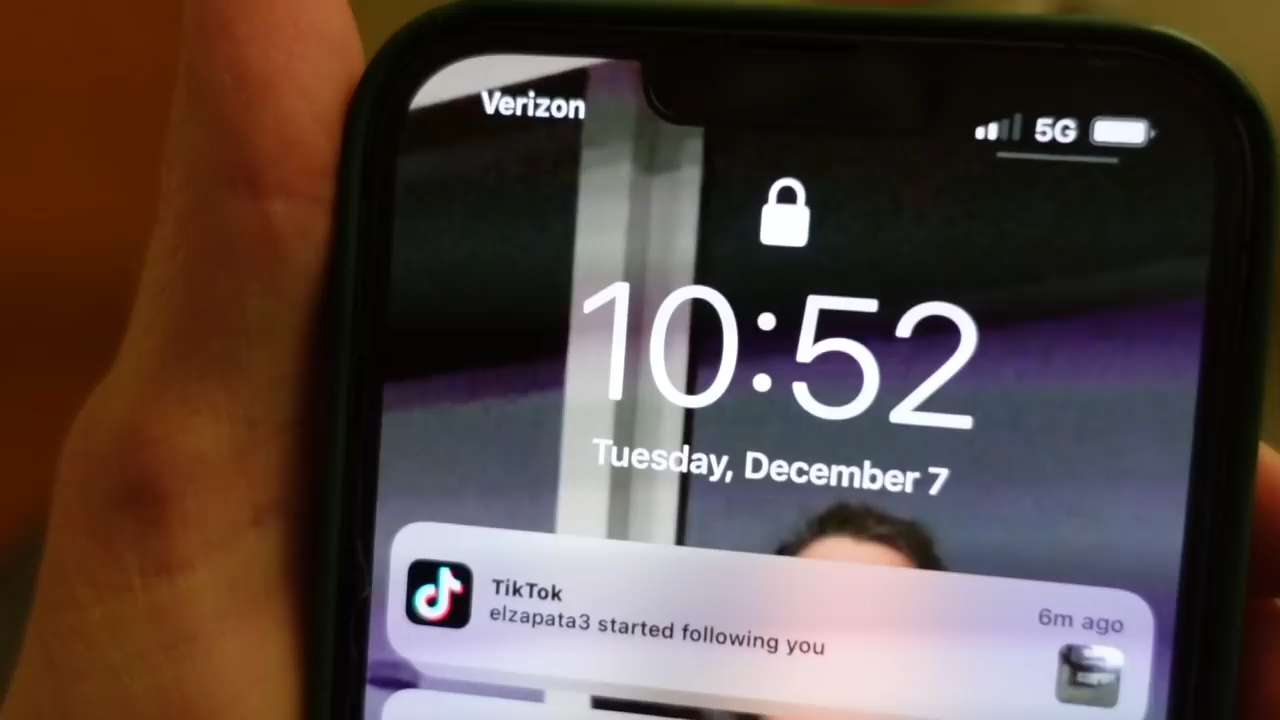 Verizon
5G
10:52
Tuesday, December 7
TikTok
6m ago
elzapata3 started following you